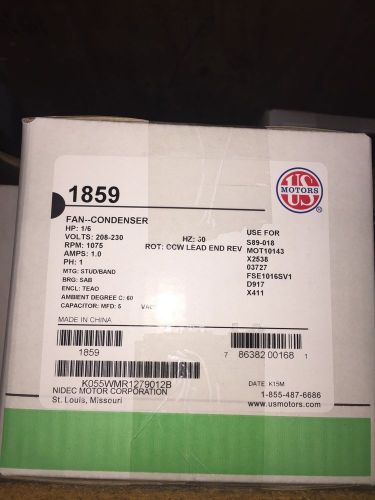 1859
US
MOTORS
®
FAN--CONDENSER
HP: 1/6
VOLTS: 208-230
RPM: 1075
AMPS: 1.0
PH: 1
MTG: STUD/BAND
BRG: SAB
ENCL: TEAO
AMBIENT DEGREE C: 60
CAPACITOR: MFD: 5
HZ: 60
ROT: CCW LEAD END REV
USE FOR
S89-018
MOT10143
X2538
03727
FSE1016SV1
D917
X411
MADE IN CHINA
1859
7 86382 00168 1
K055WMR1279012B
NIDEC MOTOR CORPORATION
St. Louis, Missouri
DATE: K15M
1-855-487-6686
www.usmotors.com